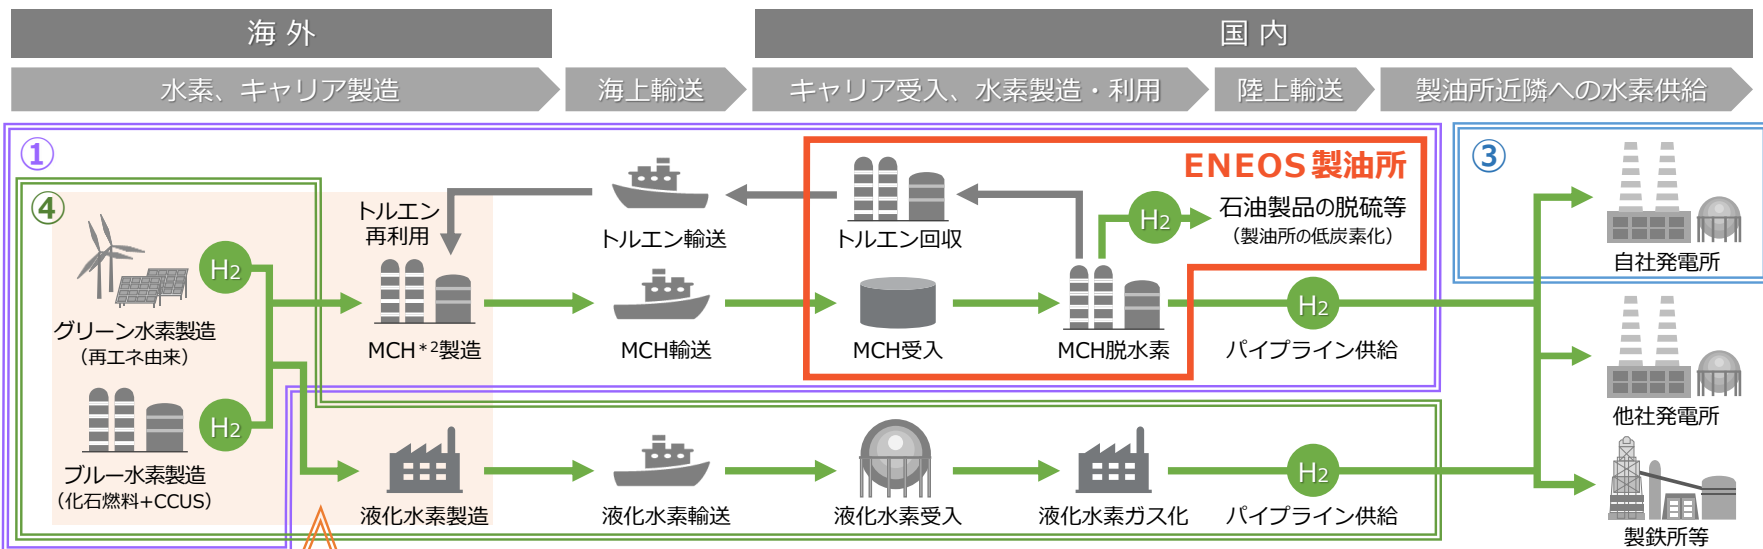 海 外
国 内
水素、キャリア製造
海上輸送
キャリア受入、水素製造・利用
陸上輸送
製油所近隣への水素供給
①
④
グリーン水素製造
（再エネ由来）
H2
ブルー水素製造
（化石燃料+CCUS）
H2
トルエン
再利用
MCH*2製造
トルエン輸送
MCH輸送
ENEOS製油所
トルエン回収
H2
石油製品の脱硫等
（製油所の低炭素化）
MCH受入
MCH脱水素
H2
パイプライン供給
液化水素製造
液化水素輸送
液化水素受入
液化水素ガス化
H2
パイプライン供給
③
自社発電所
他社発電所
製鉄所等